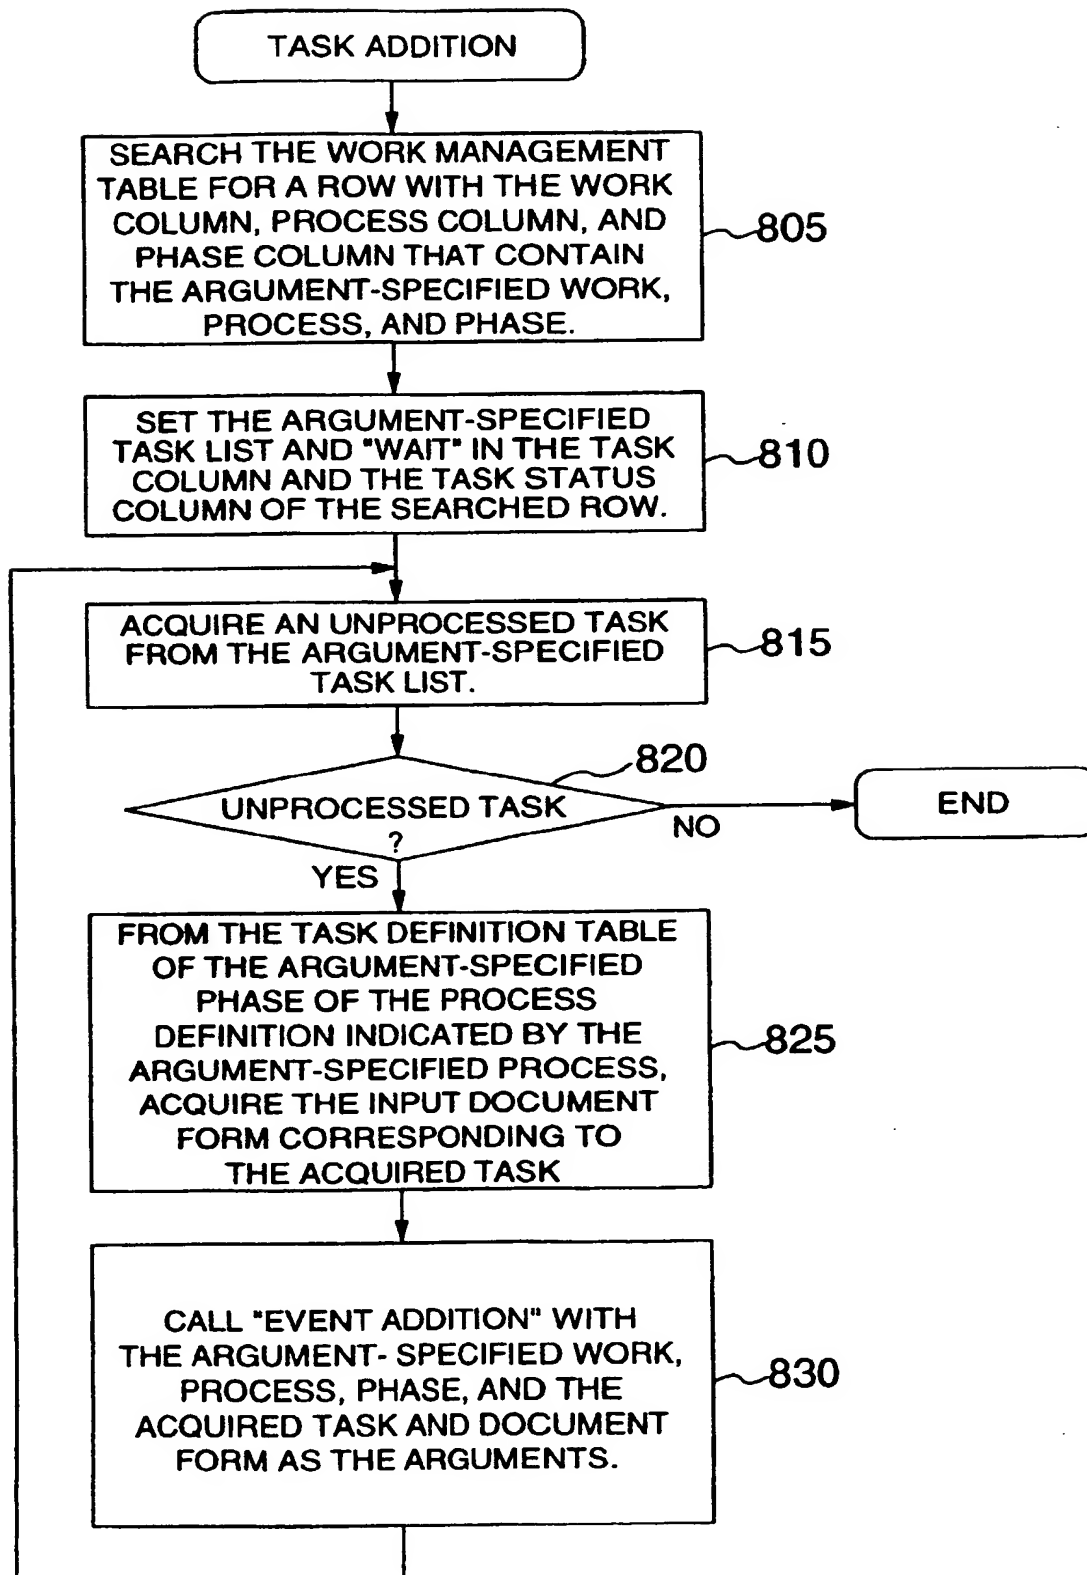 TASK ADDITION
SEARCH THE WORK MANAGEMENT
TABLE FOR A ROW WITH THE WORK
COLUMN, PROCESS COLUMN, AND
PHASE COLUMN THAT CONTAIN
THE ARGUMENT-SPECIFIED WORK,
PROCESS, AND PHASE.
805
SET THE ARGUMENT-SPECIFIED
TASK LIST AND "WAIT" IN THE TASK
COLUMN AND THE TASK STATUS
COLUMN OF THE SEARCHED ROW.
810
ACQUIRE AN UNPROCESSED TASK
FROM THE ARGUMENT-SPECIFIED
TASK LIST.
815
820
UNPROCESSED TASK
?
NO
END
YES
FROM THE TASK DEFINITION TABLE
OF THE ARGUMENT-SPECIFIED
PHASE OF THE PROCESS
DEFINITION INDICATED BY THE
ARGUMENT-SPECIFIED PROCESS,
ACQUIRE THE INPUT DOCUMENT
FORM CORRESPONDING TO
THE ACQUIRED TASK
825
CALL "EVENT ADDITION" WITH
THE ARGUMENT- SPECIFIED WORK,
PROCESS, PHASE, AND THE
ACQUIRED TASK AND DOCUMENT
FORM AS THE ARGUMENTS.
830